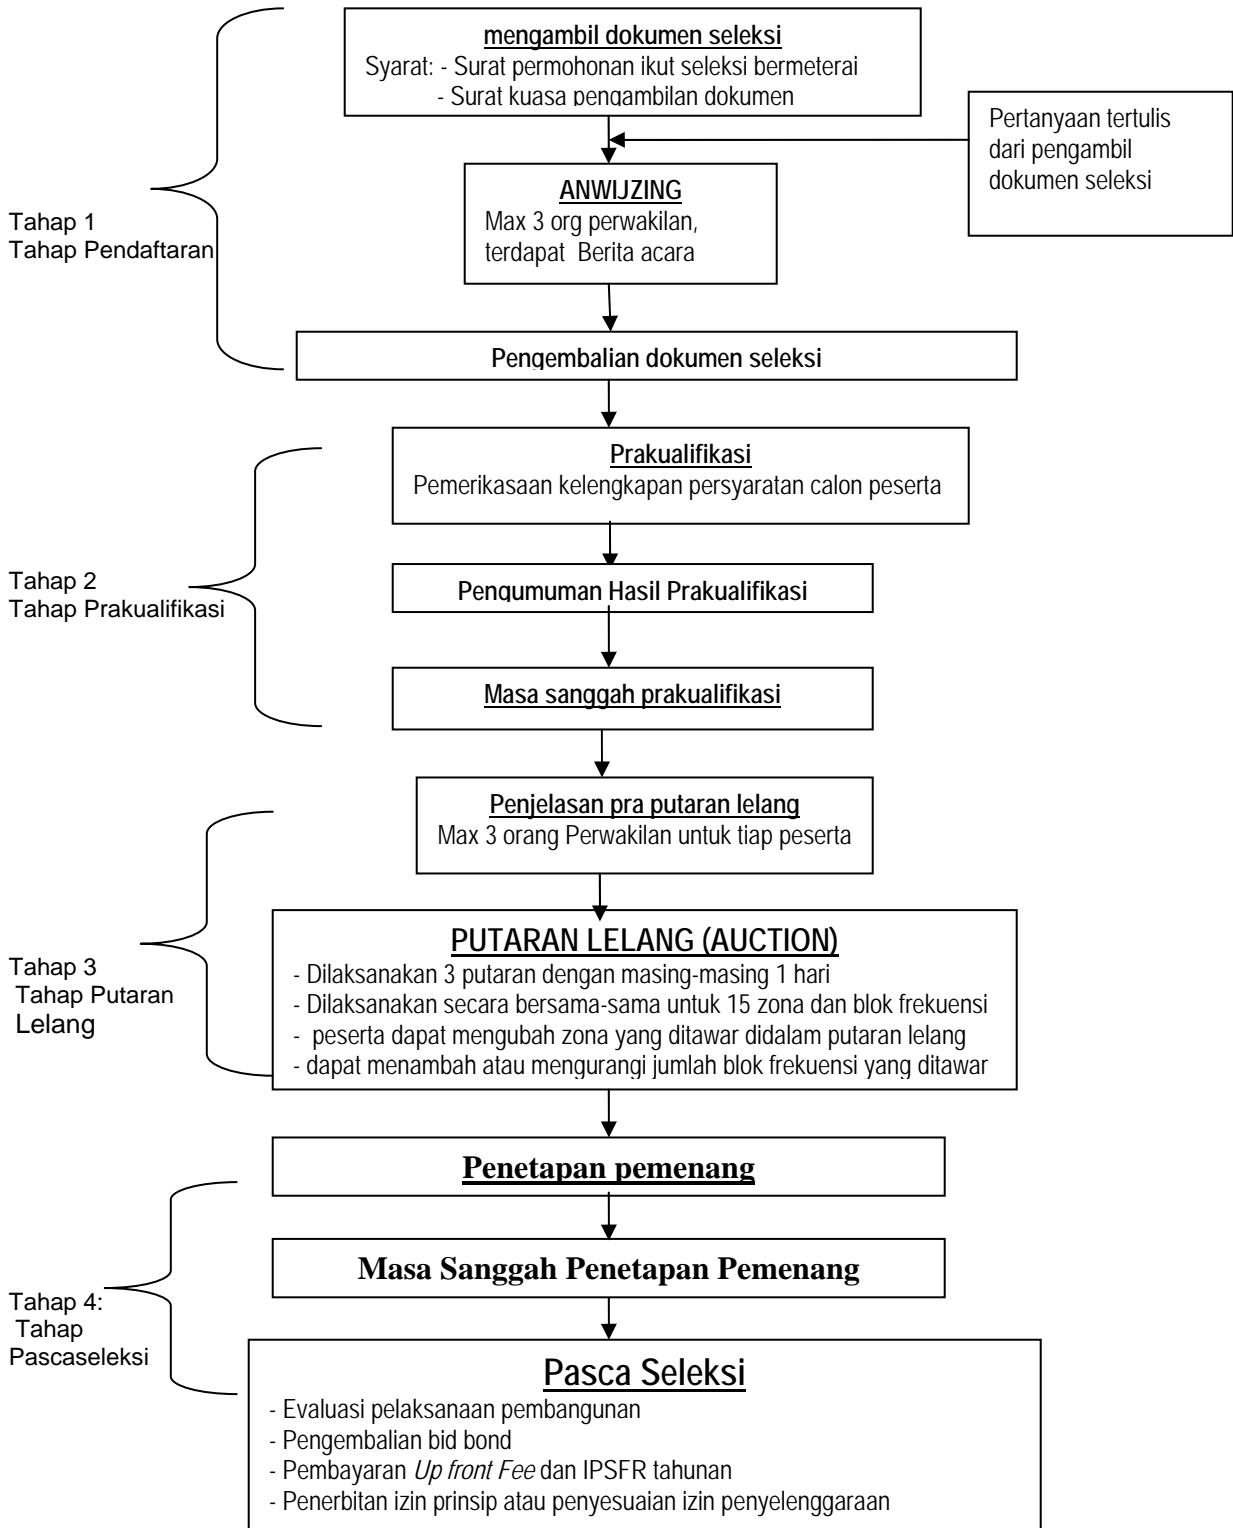 mengambil dokumen seleksi
Syarat: - Surat permohonan ikut seleksi bermeterai
- Surat kuasa pengambilan dokumen
Pertanyaan tertulis
dari pengambil
dokumen seleksi
ANWIJZING
Max 3 org perwakilan,
terdapat Berita acara
Tahap 1
Tahap Pendaftaran
Pengembalian dokumen seleksi
Prakualifikasi
Pemerikasaan kelengkapan persyaratan calon peserta
Tahap 2
Tahap Prakualifikasi
Pengumuman Hasil Prakualifikasi
Masa sanggah prakualifikasi
Penjelasan pra putaran lelang
Max 3 orang Perwakilan untuk tiap peserta
Tahap 3
Tahap Putaran
Lelang
PUTARAN LELANG (AUCTION)
- Dilaksanakan 3 putaran dengan masing-masing 1 hari
- Dilaksanakan secara bersama-sama untuk 15 zona dan blok frekuensi
- peserta dapat mengubah zona yang ditawar didalam putaran lelang
- dapat menambah atau mengurangi jumlah blok frekuensi yang ditawar
Penetapan pemenang
Masa Sanggah Penetapan Pemenang
Tahap 4:
Tahap
Pascaseleksi
Pasca Seleksi
- Evaluasi pelaksanaan pembangunan
- Pengembalian bid bond
- Pembayaran Up front Fee dan IPSFR tahunan
- Penerbitan izin prinsip atau penyesuaian izin penyelenggaraan